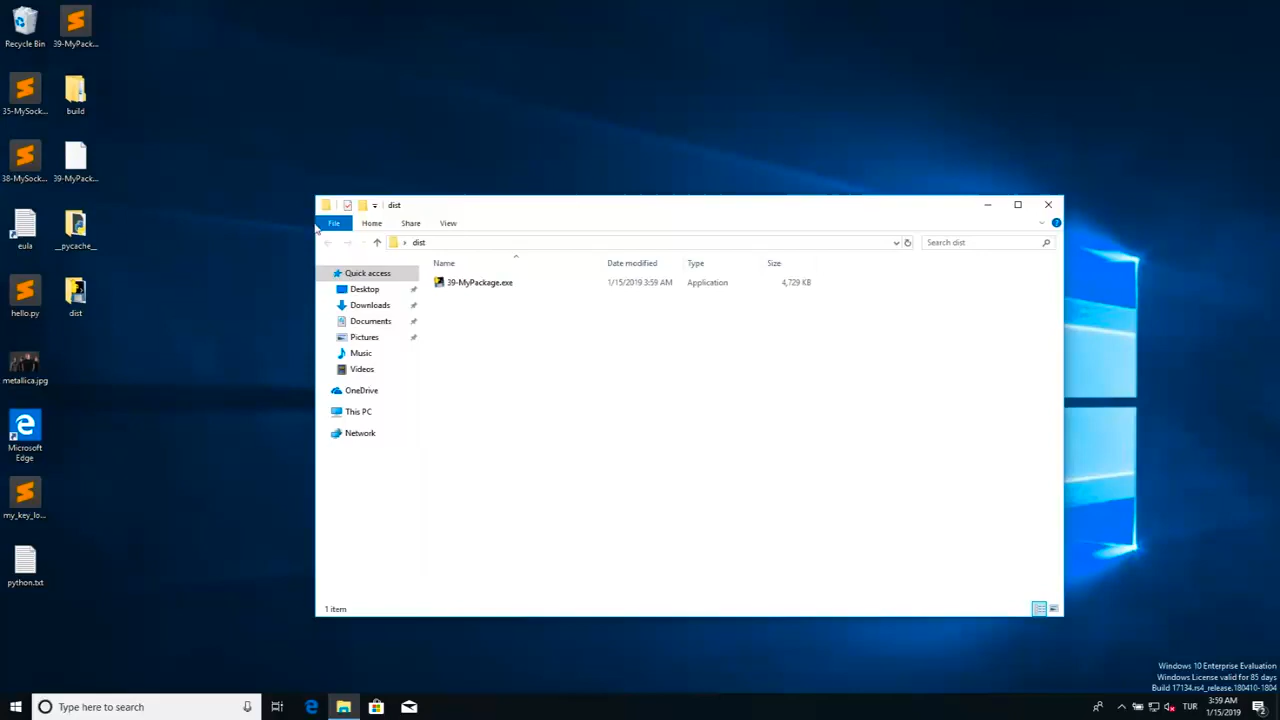 Recycle Bin
39-MyPack...
35-MySock...
build
38-MySock...
39-MyPack...
eula
__pycache__
hello.py
dist
metallica.jpg
Microsoft
Edge
my_key_lo...
python.txt
dist
File
Home
Share
View
dist
Search dist
Quick access
Desktop
Downloads
Documents
Pictures
Music
Videos
OneDrive
This PC
Network
Name
Date modified
Type
Size
39-MyPackage.exe
1/15/2019 3:59 AM
Application
4,729 KB
1 item
Windows 10 Enterprise Evaluation
Windows License valid for 85 days
Build 17134.rs4_release.180410-1804
Type here to search
TUR
3:59 AM
1/15/2019
2